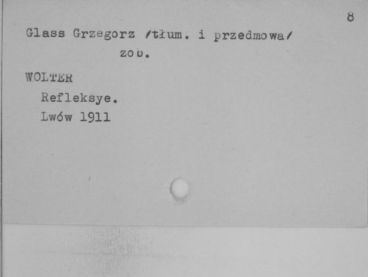 8
Glass Grzegorz /tłum. i przedmowa/
zob.
WOLTER
Refleksye.
Lwów 1911